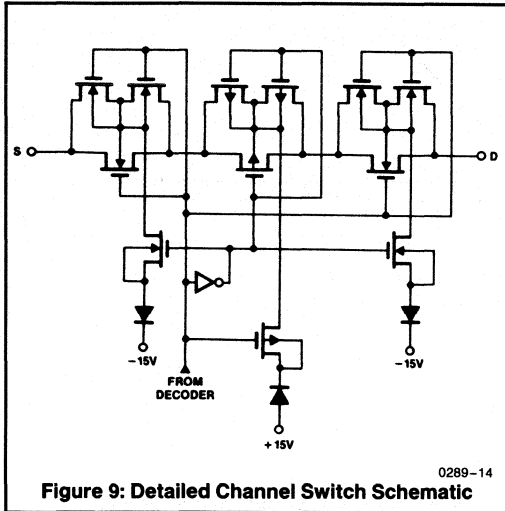 S
D
-15V
FROM
DECODER
-15V
+15V
0289-14
Figure 9: Detailed Channel Switch Schematic